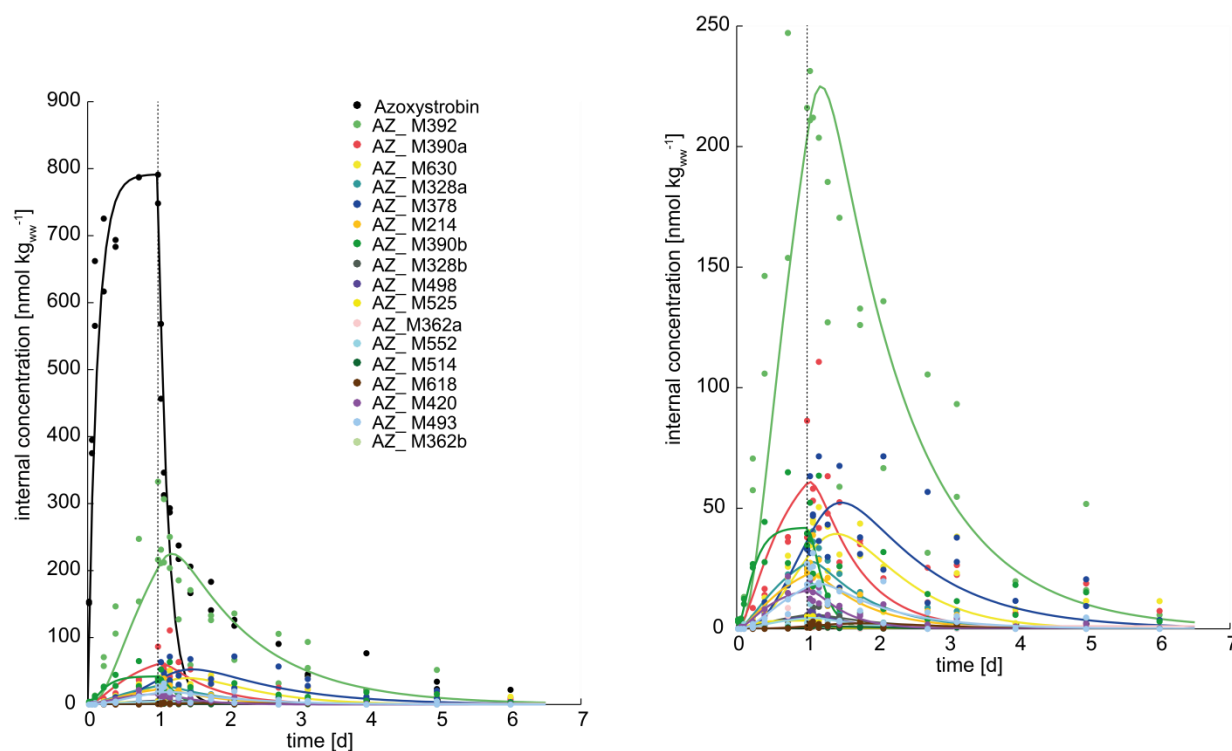 internal concentration [nmol kgww-1]
900
800
700
600
500
400
300
200
100
0
0 1 2 3 4 5 6 7
time [d]
Azoxystrobin
AZ_ M392
AZ_ M390a
AZ_ M630
AZ_ M328a
AZ_ M378
AZ_ M214
AZ_ M390b
AZ_ M328b
AZ_ M498
AZ_ M525
AZ_M362a
AZ_ M552
AZ_ M514
AZ_ M618
AZ_ M420
AZ_ M493
AZ_ M362b
internal concentration [nmol kgww-1]
250
200
150
100
50
0
0 1 2 3 4 5 6 7
time [d]